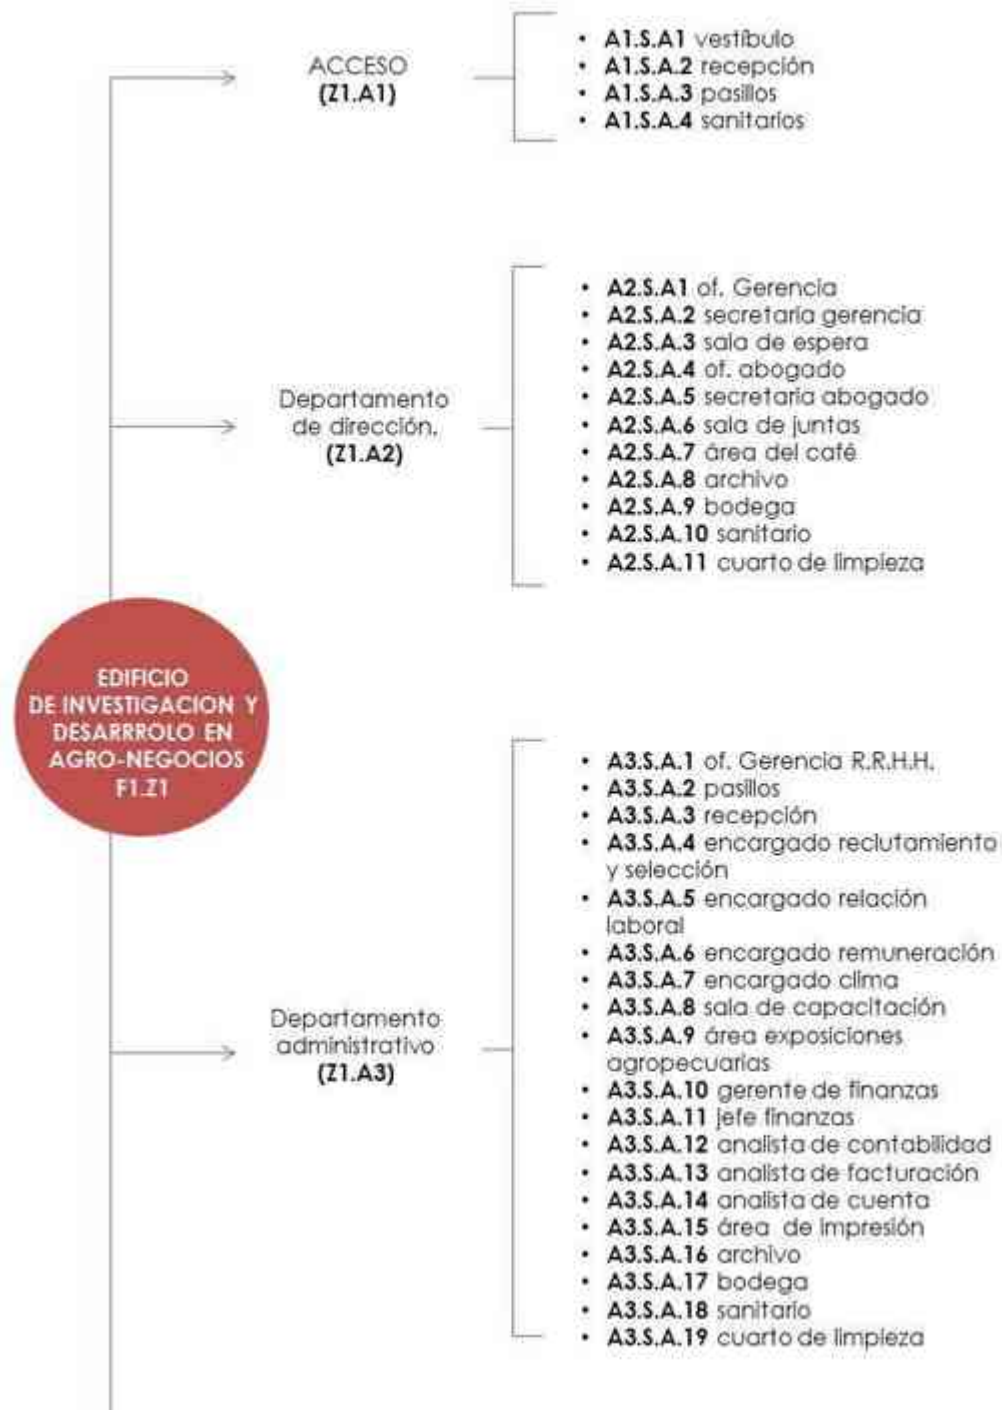 ACCESO
(Z1.A1)
• A1.S.A1 vestíbulo
• A1.S.A.2 recepción
• A1.S.A.3 pasillos
• A1.S.A.4 sanitarios
Departamento
de dirección.
(Z1.A2)
• A2.S.A1 of. Gerencia
• A2.S.A.2 secretaria gerencia
• A2.S.A.3 sala de espera
• A2.S.A.4 of. abogado
• A2.S.A.5 secretaria abogado
• A2.S.A.6 sala de juntas
• A2.S.A.7 área del café
• A2.S.A.8 archivo
• A2.S.A.9 bodega
• A2.S.A.10 sanitario
• A2.S.A.11 cuarto de limpieza
EDIFICIO
DE INVESTIGACION Y
DESARRROLO EN
AGRO-NEGOCIOS
F1.Z1
Departamento
administrativo
(Z1.A3)
• A3.S.A.1 of. Gerencia R.R.H.H.
• A3.S.A.2 pasillos
• A3.S.A.3 recepción
• A3.S.A.4 encargado reclutamiento
y selección
• A3.S.A.5 encargado relación
laboral
• A3.S.A.6 encargado remuneración
• A3.S.A.7 encargado clima
• A3.S.A.8 sala de capacitación
• A3.S.A.9 área exposiciones
agropecuarias
• A3.S.A.10 gerente de finanzas
• A3.S.A.11 jefe finanzas
• A3.S.A.12 analista de contabilidad
• A3.S.A.13 analista de facturación
• A3.S.A.14 analista de cuenta
• A3.S.A.15 área de impresión
• A3.S.A.16 archivo
• A3.S.A.17 bodega
• A3.S.A.18 sanitario
• A3.S.A.19 cuarto de limpieza